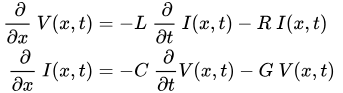 ∂/∂x V(x,t) = −L ∂/∂t I(x,t) − R I(x,t)
∂/∂x I(x,t) = −C ∂/∂t V(x,t) − G V(x,t)